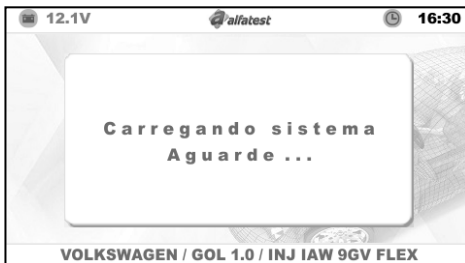 12.1V alfatest 16:30
Carregando sistema
Aguarde ...
VOLKSWAGEN / GOL 1.0 / INJ IAW 9GV FLEX